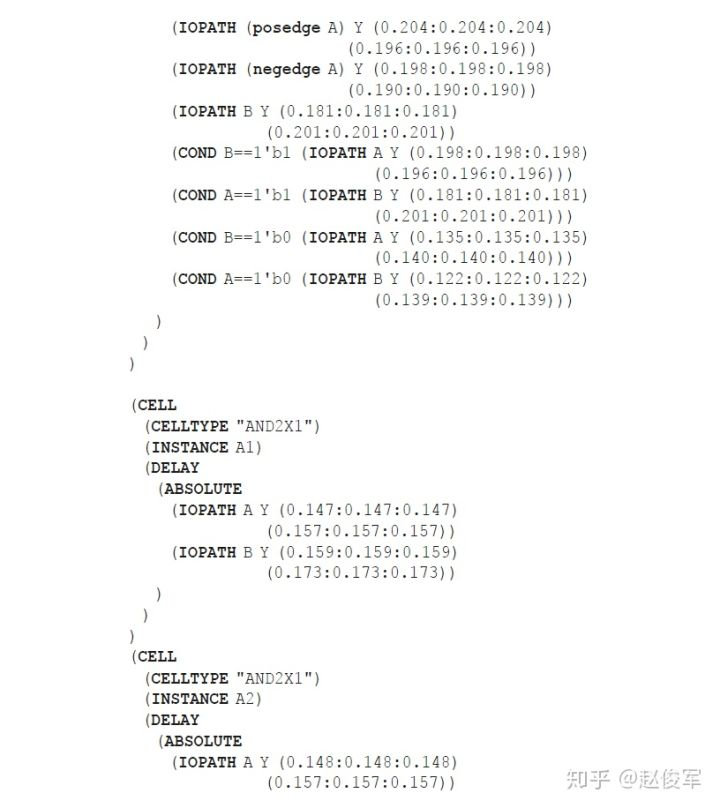 (IOPATH (posedge A) Y (0.204:0.204:0.204)
(0.196:0.196:0.196))
(IOPATH (negedge A) Y (0.198:0.198:0.198)
(0.190:0.190:0.190))
(IOPATH B Y (0.181:0.181:0.181)
(0.201:0.201:0.201))
(COND B==1'b1 (IOPATH A Y (0.198:0.198:0.198)
(0.196:0.196:0.196)))
(COND A==1'b1 (IOPATH B Y (0.181:0.181:0.181)
(0.201:0.201:0.201)))
(COND B==1'b0 (IOPATH A Y (0.135:0.135:0.135)
(0.140:0.140:0.140)))
(COND A==1'b0 (IOPATH B Y (0.122:0.122:0.122)
(0.139:0.139:0.139)))
)
)
)
(CELL
(CELLTYPE "AND2X1")
(INSTANCE A1)
(DELAY
(ABSOLUTE
(IOPATH A Y (0.147:0.147:0.147)
(0.157:0.157:0.157))
(IOPATH B Y (0.159:0.159:0.159)
(0.173:0.173:0.173))
)
)
)
(CELL
(CELLTYPE "AND2X1")
(INSTANCE A2)
(DELAY
(ABSOLUTE
(IOPATH A Y (0.148:0.148:0.148)
(0.157:0.157:0.157))
知乎 @赵俊军